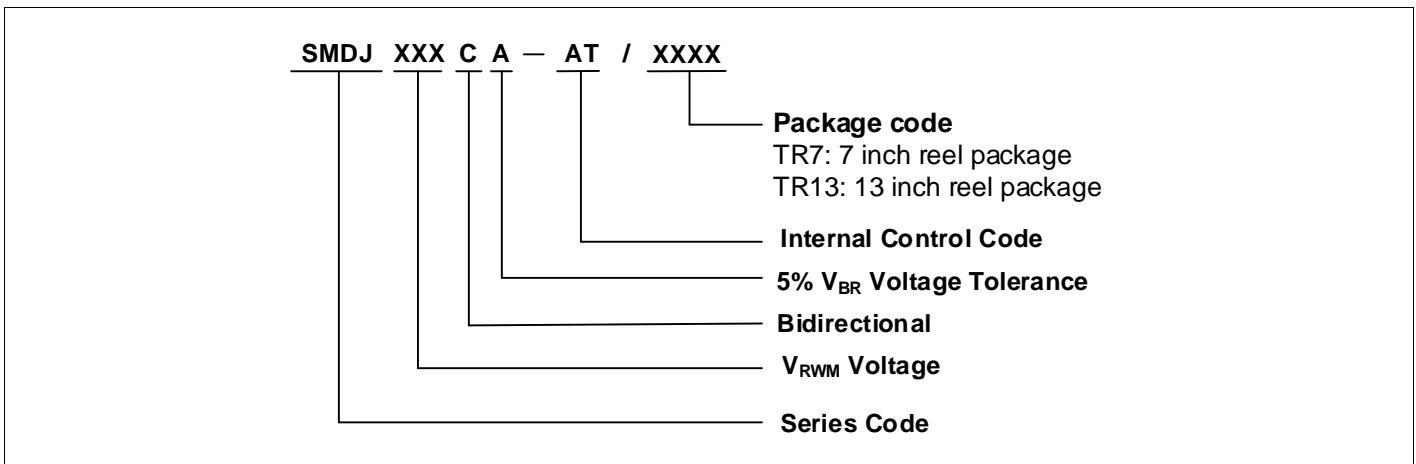 SMDJ XXX C A — AT / XXXX
Package code
TR7: 7 inch reel package
TR13: 13 inch reel package
Internal Control Code
5% VBR Voltage Tolerance
Bidirectional
VRWM Voltage
Series Code